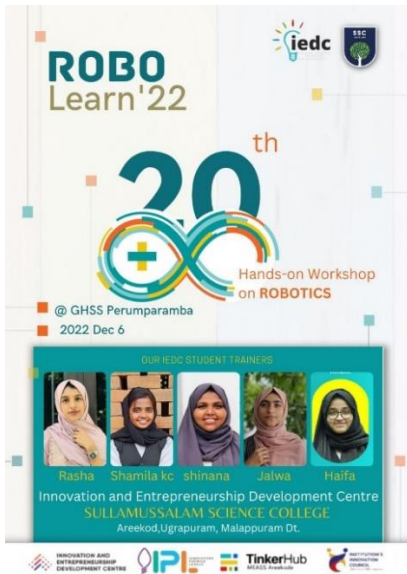 iedc
SSC
ROBO
Learn'22
20th
Hands-on Workshop
on ROBOTICS
@ GHSS Perumparamba
2022 Dec 6
OUR IEDC STUDENT TRAINERS
Rasha Shamila kc shinana Jalwa Haifa
Innovation and Entrepreneurship Development Centre
SULLAMUSSALAM SCIENCE COLLEGE
Areekod,Ugrapuram, Malappuram Dt.
INNOVATION AND
ENTREPRENEURSHIP
DEVELOPMENT CENTRE
IPL
TinkerHub
MEASS Areekode
INSTITUTION'S
INNOVATION
COUNCIL